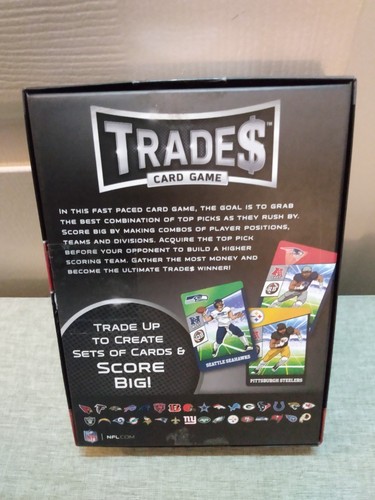 TRADE$™
CARD GAME
IN THIS FAST PACED CARD GAME, THE GOAL IS TO GRAB
THE BEST COMBINATION OF TOP PICKS AS THEY RUSH BY.
SCORE BIG BY MAKING COMBOS OF PLAYER POSITIONS,
TEAMS AND DIVISIONS. ACQUIRE THE TOP PICK
BEFORE YOUR OPPONENT TO BUILD A HIGHER
SCORING TEAM. GATHER THE MOST MONEY AND
BECOME THE ULTIMATE TRADE$ WINNER!
TRADE UP
TO CREATE
SETS OF CARDS &
SCORE
BIG!
SEATTLE SEAHAWKS
PITTSBURGH STEELERS
NFL | NFL.COM